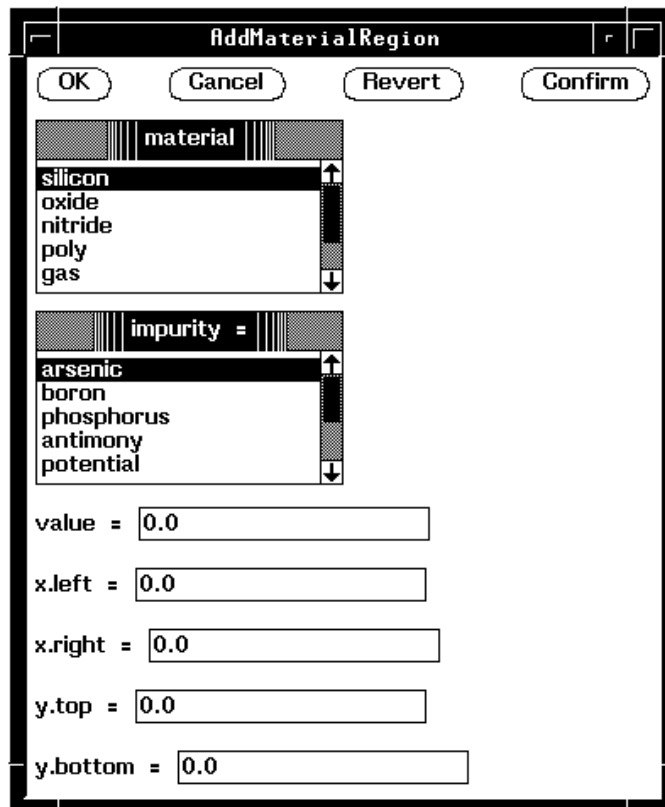 AddMaterialRegion
OK Cancel Revert Confirm
material
silicon
oxide
nitride
poly
gas
impurity =
arsenic
boron
phosphorus
antimony
potential
value = 0.0
x.left = 0.0
x.right = 0.0
y.top = 0.0
y.bottom = 0.0